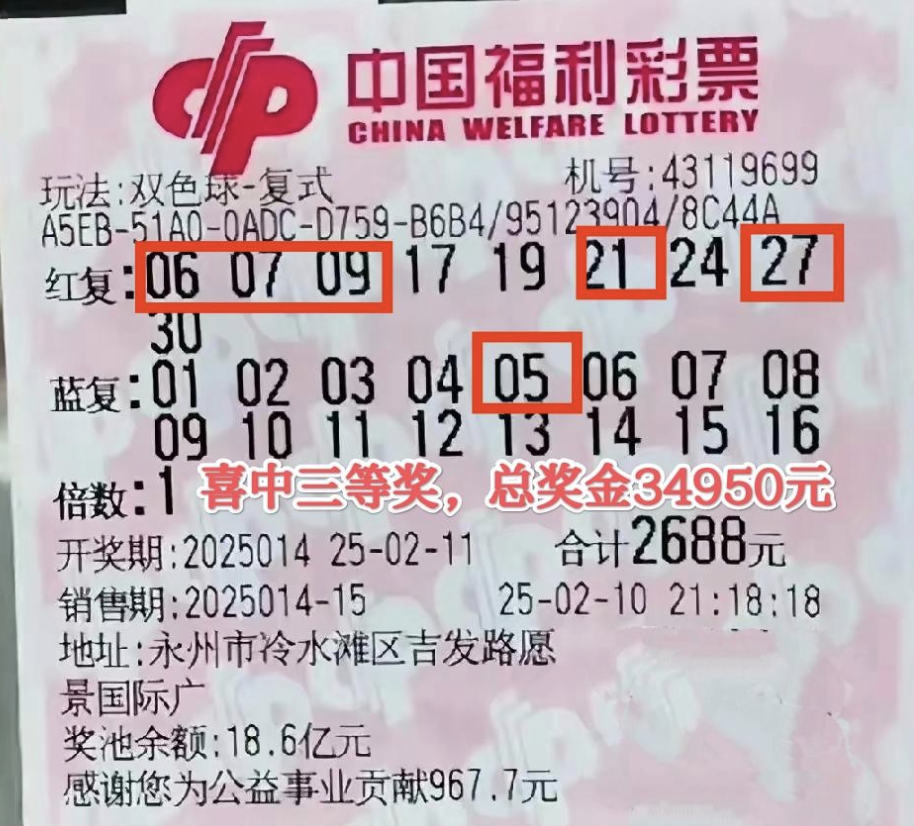 中国福利彩票
CHINA WELFARE LOTTERY
玩法:双色球-复式 机号:43119699
A5EB-51A0-0ADC-D759-B6B4/95123904/8C44A
红复:06 07 09 17 19 21 24 27
30
蓝复:01 02 03 04 05 06 07 08
09 10 11 12 13 14 15 16
倍数:1 喜中三等奖，总奖金34950元
开奖期:2025014 25-02-11 合计2688元
销售期:2025014-15 25-02-10 21:18:18
地址:永州市冷水滩区吉发路愿
景国际广
奖池余额:18.6亿元
感谢您为公益事业贡献967.7元